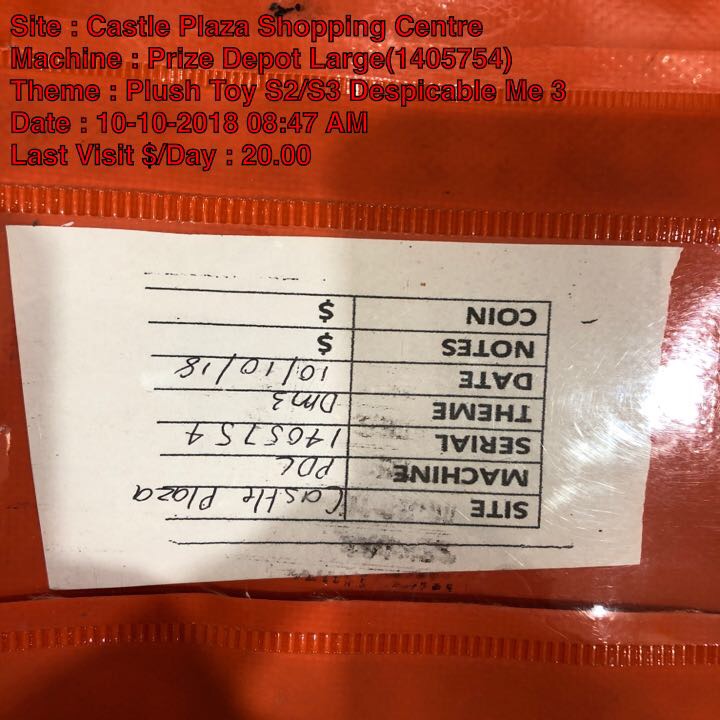 Site : Castle Plaza Shopping Centre
Machine : Prize Depot Large(1405754)
Theme : Plush Toy S2/S3 Despicable Me 3
Date : 10-10-2018 08:47 AM
Last Visit $/Day : 20.00
SITE Castle Plaza
MACHINE PDL
SERIAL 1405754
THEME Dm3
DATE 10/10/18
NOTES $
COIN $